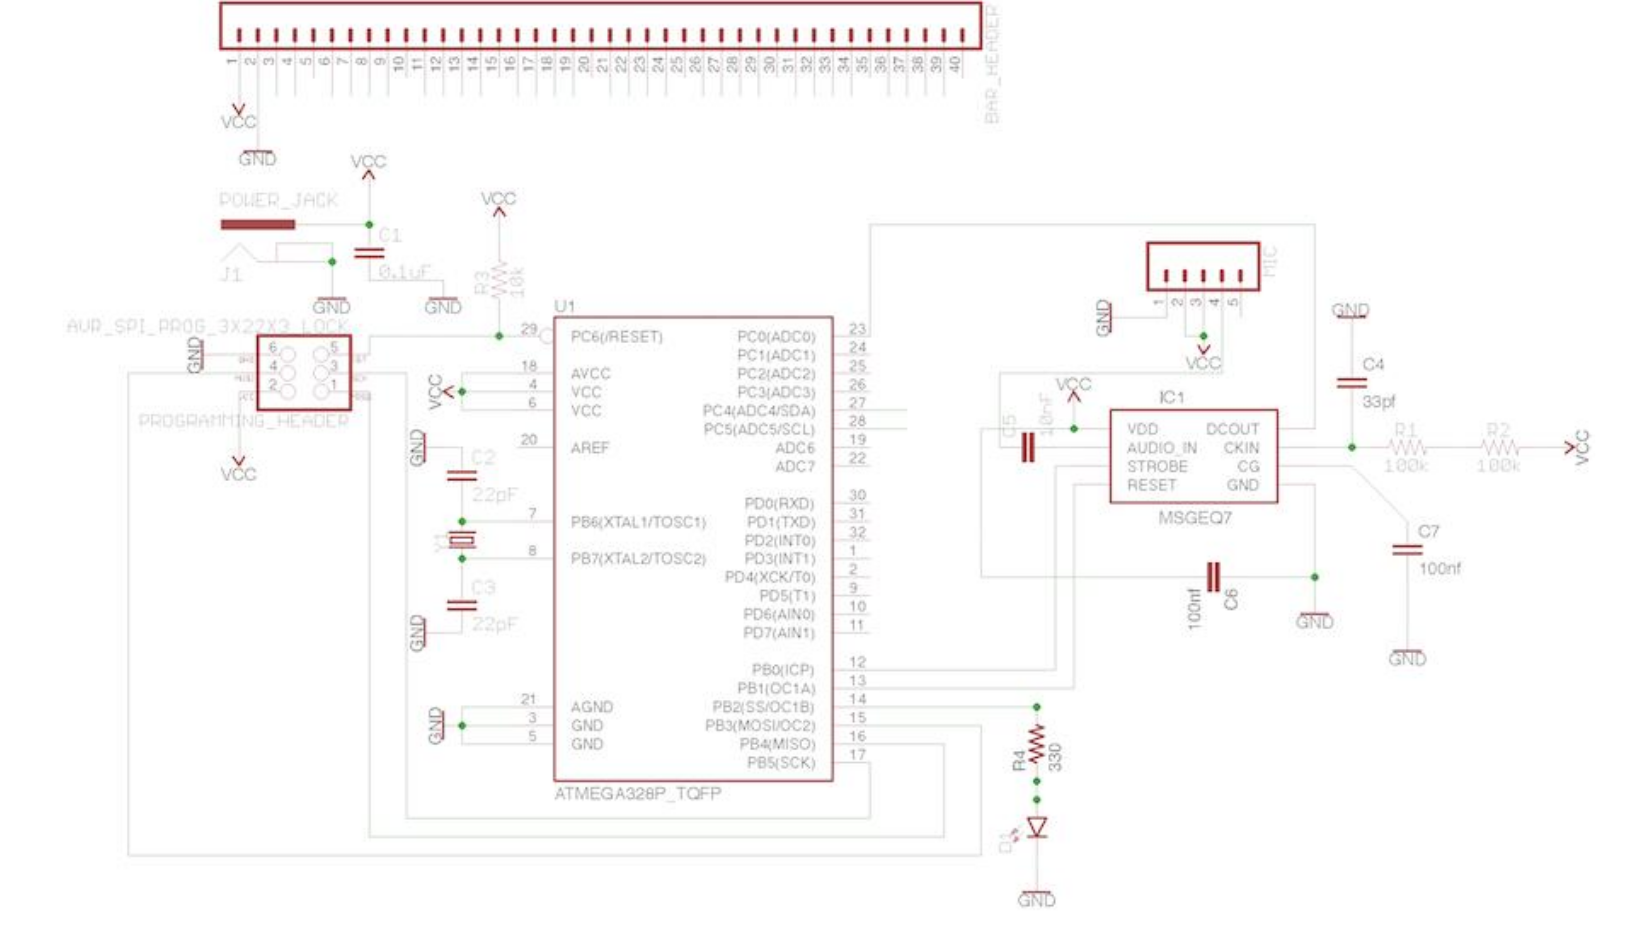 1 2 3 4 5 6 7 8 9 10 11 12 13 14 15 16 17 18 19 20 21 22 23 24 25 26 27 28 29 30 31 32 33 34 35 36 37 38 39 40
BAR_HEADER
VCC
GND
VCC
POWER_JACK
C1
0.1uF
J1
GND
GND
VCC
R3
10k
AVR_SPI_PROG_3X22X3_LOCK
GND
6 5
4 3
2 1
PROGRAMMING_HEADER
VCC
U1
29 PC6(/RESET) PC0(ADC0) 23
PC1(ADC1) 24
18 AVCC PC2(ADC2) 25
VCC
4 VCC PC3(ADC3) 26
6 VCC PC4(ADC4/SDA) 27
PC5(ADC5/SCL) 28
20 AREF ADC6 19
ADC7 22
GND
C2
22pF
PD0(RXD) 30
7 PB6(XTAL1/TOSC1) PD1(TXD) 31
PD2(INT0) 32
8 PB7(XTAL2/TOSC2) PD3(INT1) 1
PD4(XCK/T0) 2
C3
22pF
GND
PD5(T1) 9
PD6(AIN0) 10
PD7(AIN1) 11
PB0(ICP) 12
PB1(OC1A) 13
21 AGND PB2(SS/OC1B) 14
GND
3 GND PB3(MOSI/OC2) 15
5 GND PB4(MISO) 16
PB5(SCK) 17
ATMEGA328P_TQFP
MIC
1 2 3 4 5
GND
VCC
VCC
C5
10nF
IC1
VDD DCOUT
AUDIO_IN CKIN
STROBE CG
RESET GND
MSGEQ7
GND
C4
33pf
R1
100k
R2
100k
VCC
C7
100nf
GND
100nf
C6
GND
R4
330
D1
GND